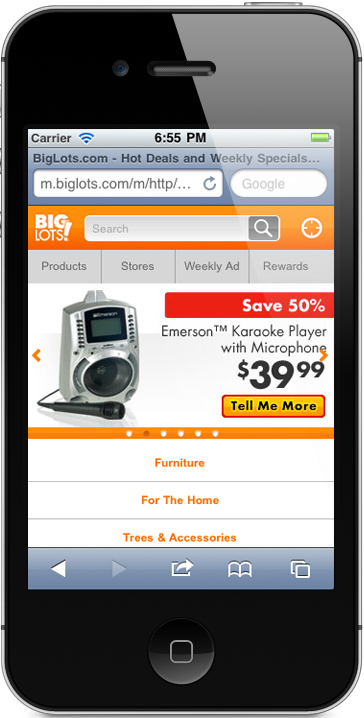 Carrier 6:55 PM
BigLots.com - Hot Deals and Weekly Specials...
m.biglots.com/m/http/... Google
BIG LOTS! Search
Products Stores Weekly Ad Rewards
Save 50%
Emerson
Emerson™ Karaoke Player
with Microphone
$39 99
Tell Me More
Furniture
For The Home
Trees & Accessories